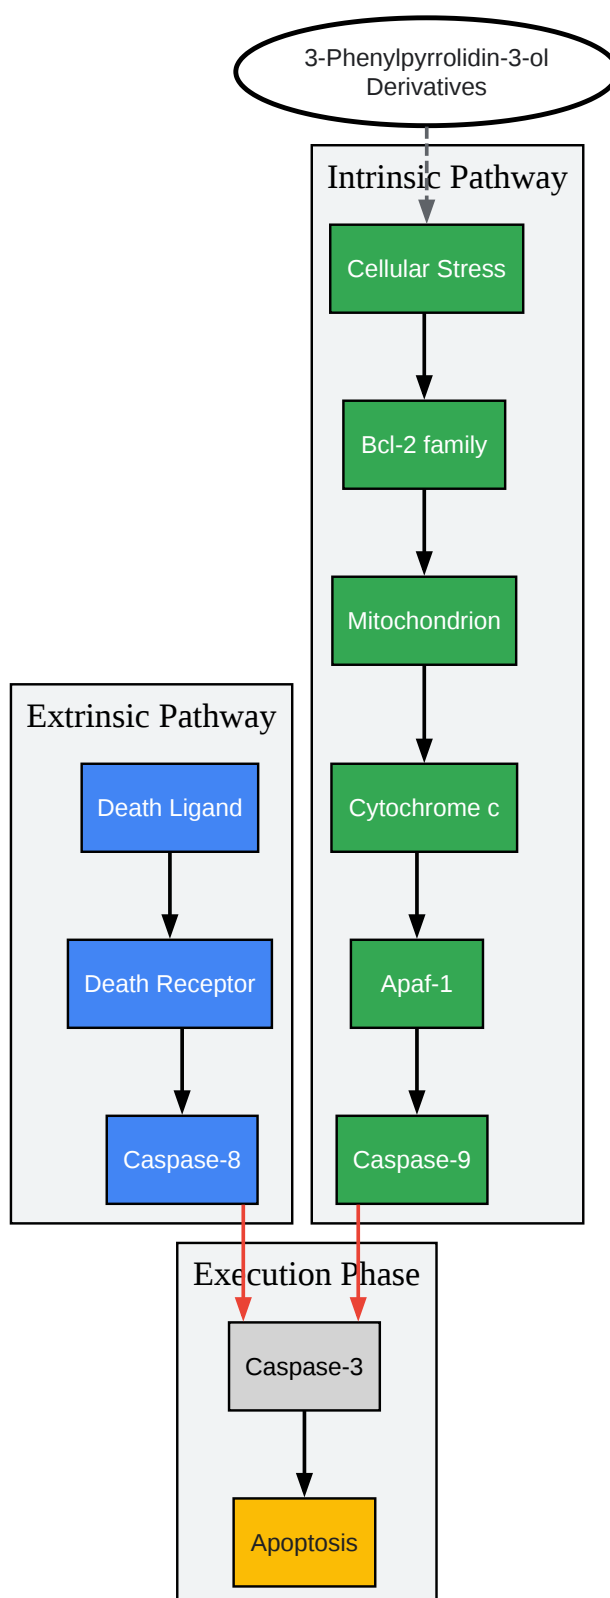 3-Phenylpyrrolidin-3-ol
Derivatives
Intrinsic Pathway
Cellular Stress
Bcl-2 family
Mitochondrion
Cytochrome c
Apaf-1
Caspase-9
Extrinsic Pathway
Death Ligand
Death Receptor
Caspase-8
Execution Phase
Caspase-3
Apoptosis